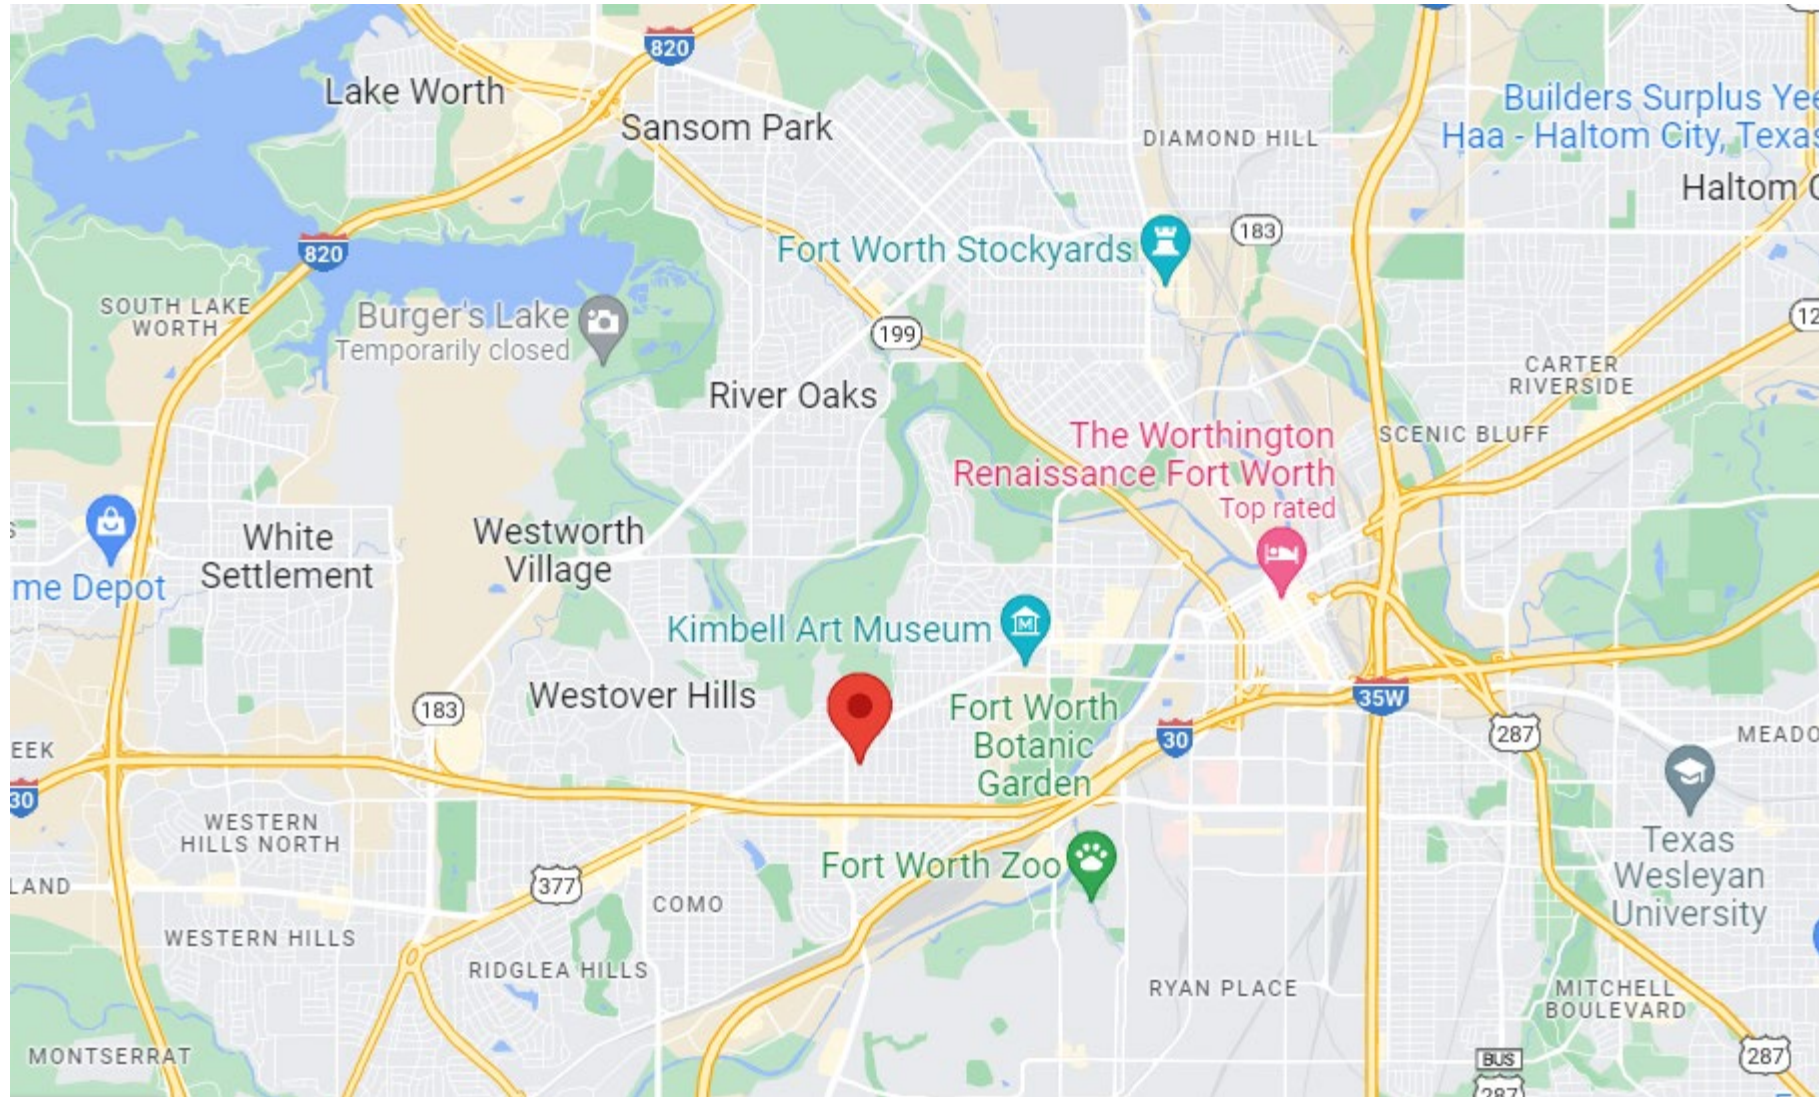 820
Lake Worth
Sansom Park
DIAMOND HILL
Builders Surplus Yee
Haa - Haltom City, Texas
Haltom C
183
Fort Worth Stockyards
820
SOUTH LAKE
WORTH
Burger's Lake
Temporarily closed
199
12
River Oaks
CARTER
RIVERSIDE
The Worthington
Renaissance Fort Worth
Top rated
SCENIC BLUFF
White
Settlement
Westworth
Village
me Depot
Kimbell Art Museum
M
Westover Hills
183
Fort Worth
Botanic
Garden
35W
30
287
MEADO
EEK
30
WESTERN
HILLS NORTH
Texas
Wesleyan
University
Fort Worth Zoo
377
LAND
COMO
WESTERN HILLS
RIDGLEA HILLS
RYAN PLACE
MITCHELL
BOULEVARD
MONTSERRAT
BUS
287
287